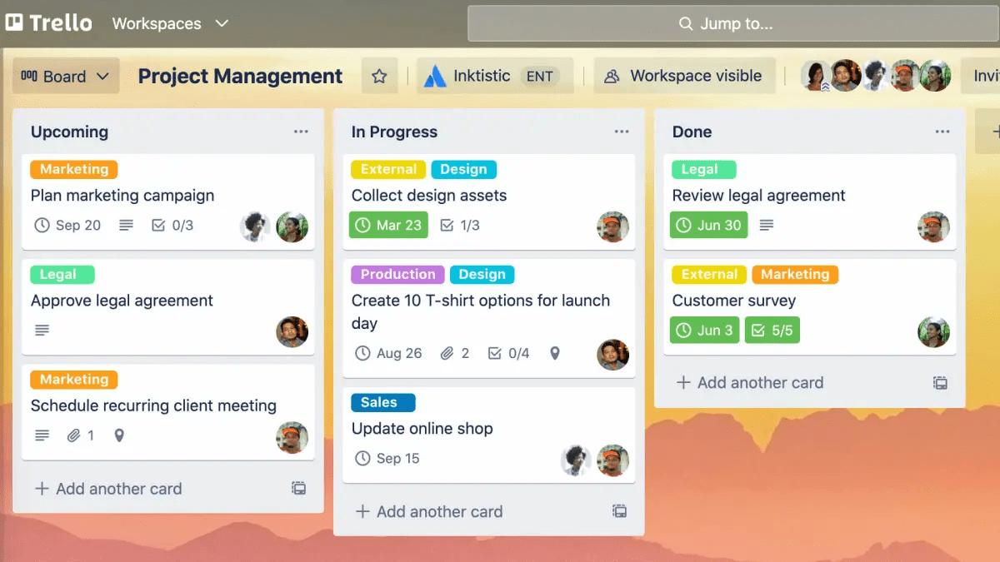 Trello Workspaces Jump to...
Board Project Management Inktistic ENT Workspace visible Invi
Upcoming
Marketing
Plan marketing campaign
Sep 20 0/3
Legal
Approve legal agreement
Marketing
Schedule recurring client meeting
1
+ Add another card
In Progress
External Design
Collect design assets
Mar 23 1/3
Production Design
Create 10 T-shirt options for launch
day
Aug 26 2 0/4
Sales
Update online shop
Sep 15
+ Add another card
Done
Legal
Review legal agreement
Jun 30
External Marketing
Customer survey
Jun 3 5/5
+ Add another card